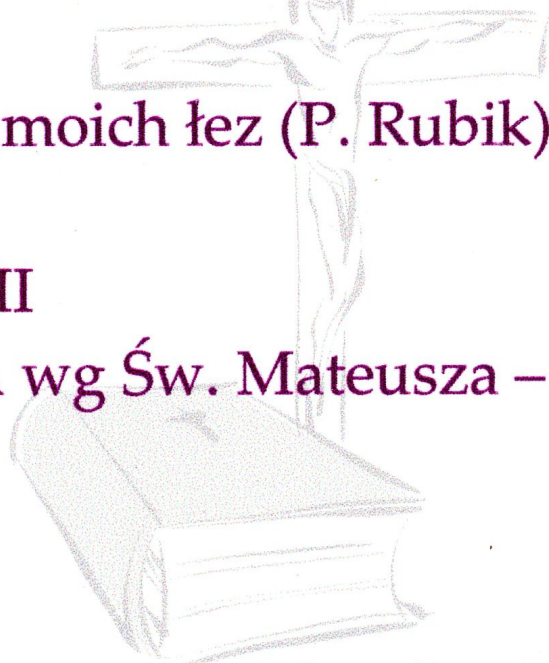 moich łez (P. Rubik)
II
wg Św. Mateusza –